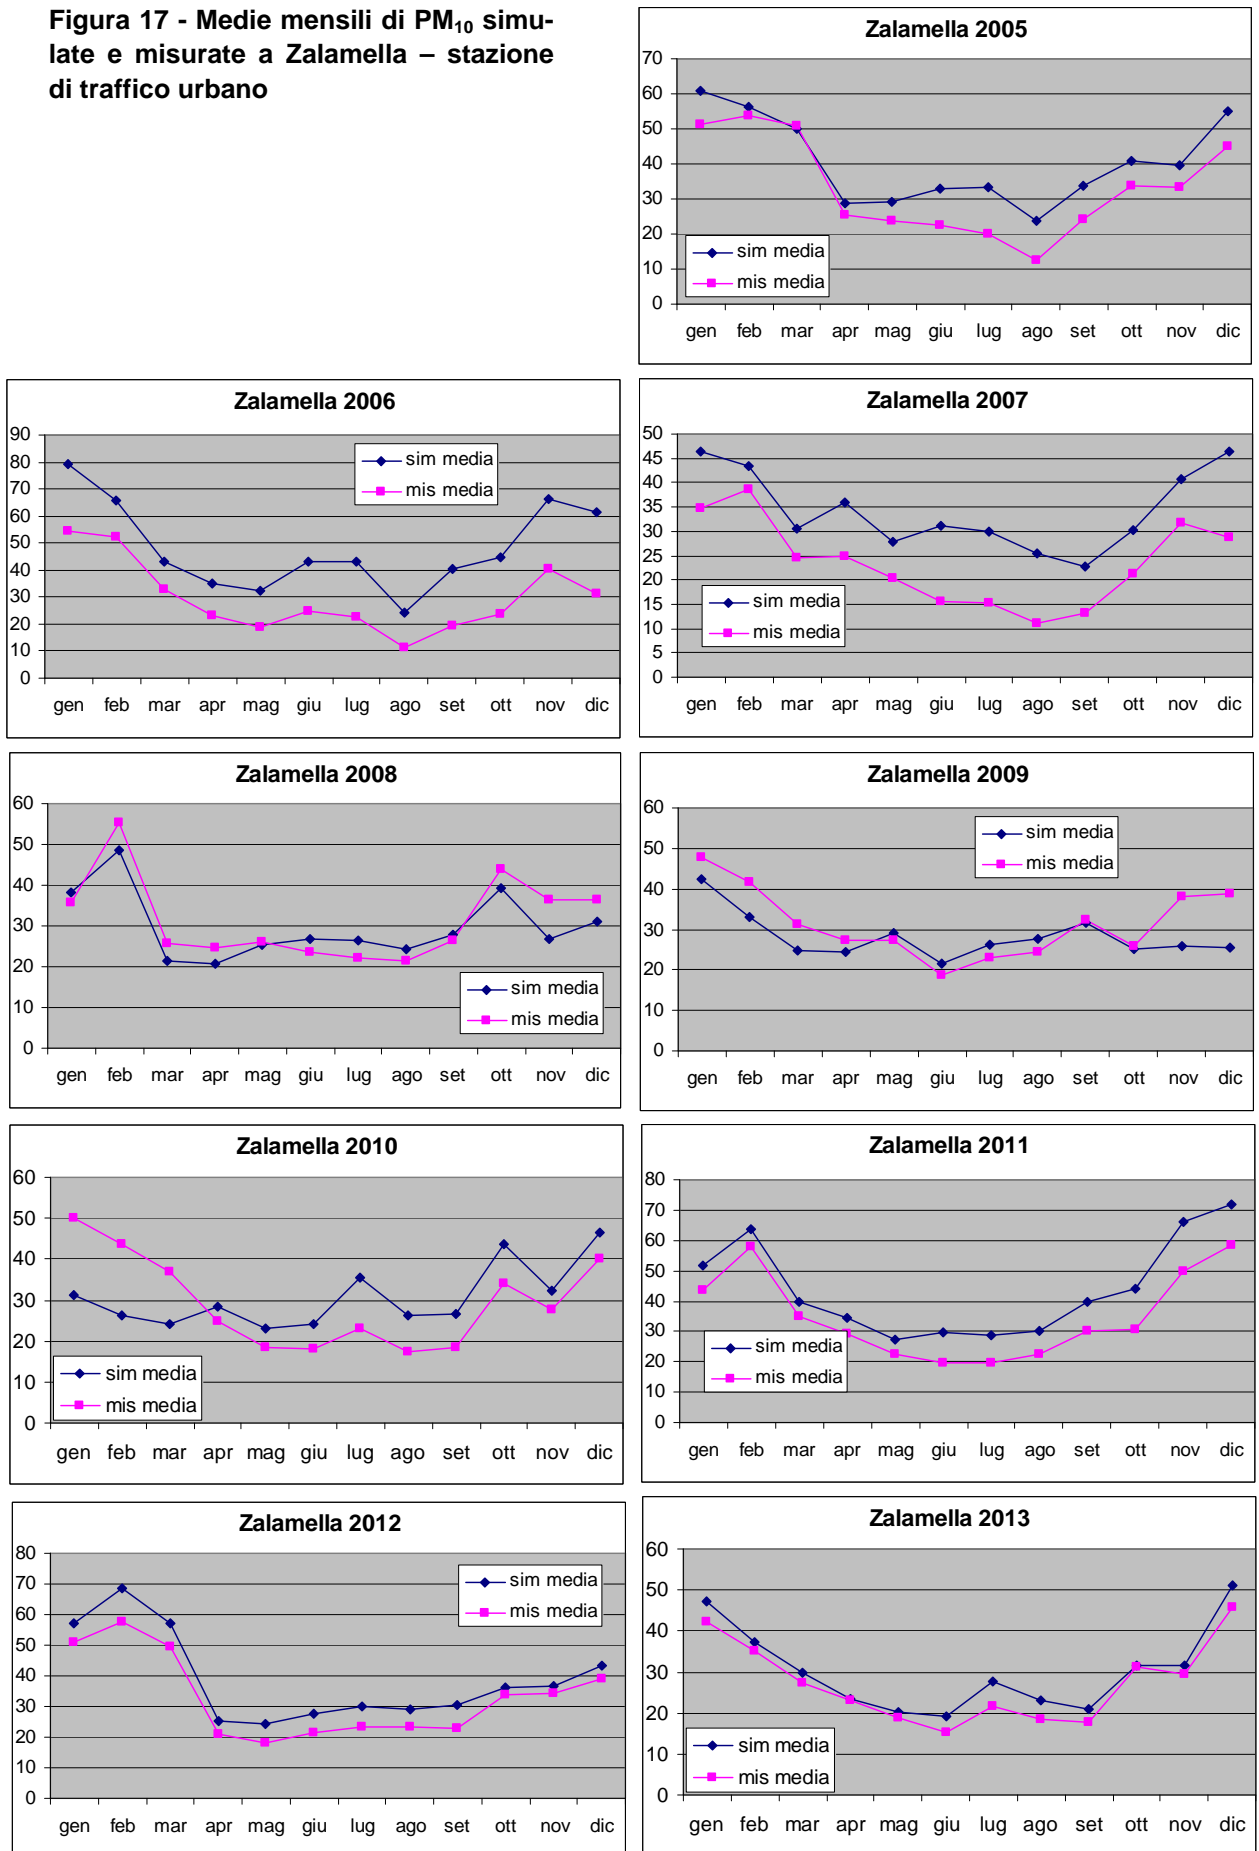 Figura 17 - Medie mensili di PM₁₀ simu-
late e misurate a Zalamella – stazione
di traffico urbano
Zalamella 2005
70
60
50
40
30
20
10
0
sim media
mis media
gen feb mar apr mag giu lug ago set ott nov dic
Zalamella 2006
90
80
70
60
50
40
30
20
10
0
sim media
mis media
gen feb mar apr mag giu lug ago set ott nov dic
Zalamella 2007
50
45
40
35
30
25
20
15
10
5
0
sim media
mis media
gen feb mar apr mag giu lug ago set ott nov dic
Zalamella 2008
60
50
40
30
20
10
0
sim media
mis media
gen feb mar apr mag giu lug ago set ott nov dic
Zalamella 2009
60
50
40
30
20
10
0
sim media
mis media
gen feb mar apr mag giu lug ago set ott nov dic
Zalamella 2010
60
50
40
30
20
10
0
sim media
mis media
gen feb mar apr mag giu lug ago set ott nov dic
Zalamella 2011
80
70
60
50
40
30
20
10
0
sim media
mis media
gen feb mar apr mag giu lug ago set ott nov dic
Zalamella 2012
80
70
60
50
40
30
20
10
0
sim media
mis media
gen feb mar apr mag giu lug ago set ott nov dic
Zalamella 2013
60
50
40
30
20
10
0
sim media
mis media
gen feb mar apr mag giu lug ago set ott nov dic